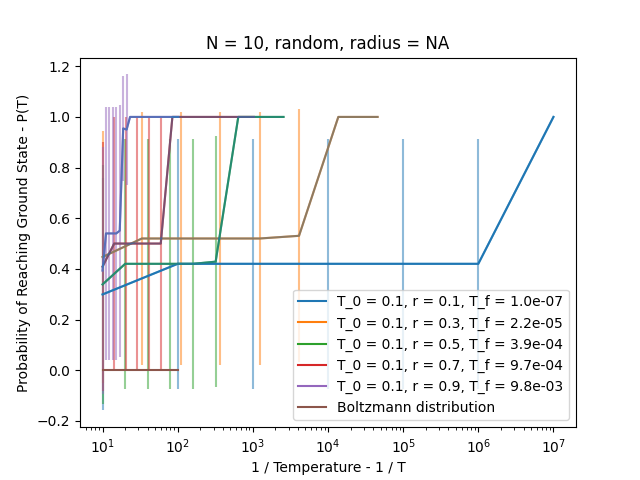 N = 10, random, radius = NA
Probability of Reaching Ground State - P(T)
1.2
1.0
0.8
0.6
0.4
0.2
0.0
−0.2
T_0 = 0.1, r = 0.1, T_f = 1.0e-07
T_0 = 0.1, r = 0.3, T_f = 2.2e-05
T_0 = 0.1, r = 0.5, T_f = 3.9e-04
T_0 = 0.1, r = 0.7, T_f = 9.7e-04
T_0 = 0.1, r = 0.9, T_f = 9.8e-03
Boltzmann distribution
10¹ 10² 10³ 10⁴ 10⁵ 10⁶ 10⁷
1 / Temperature - 1 / T